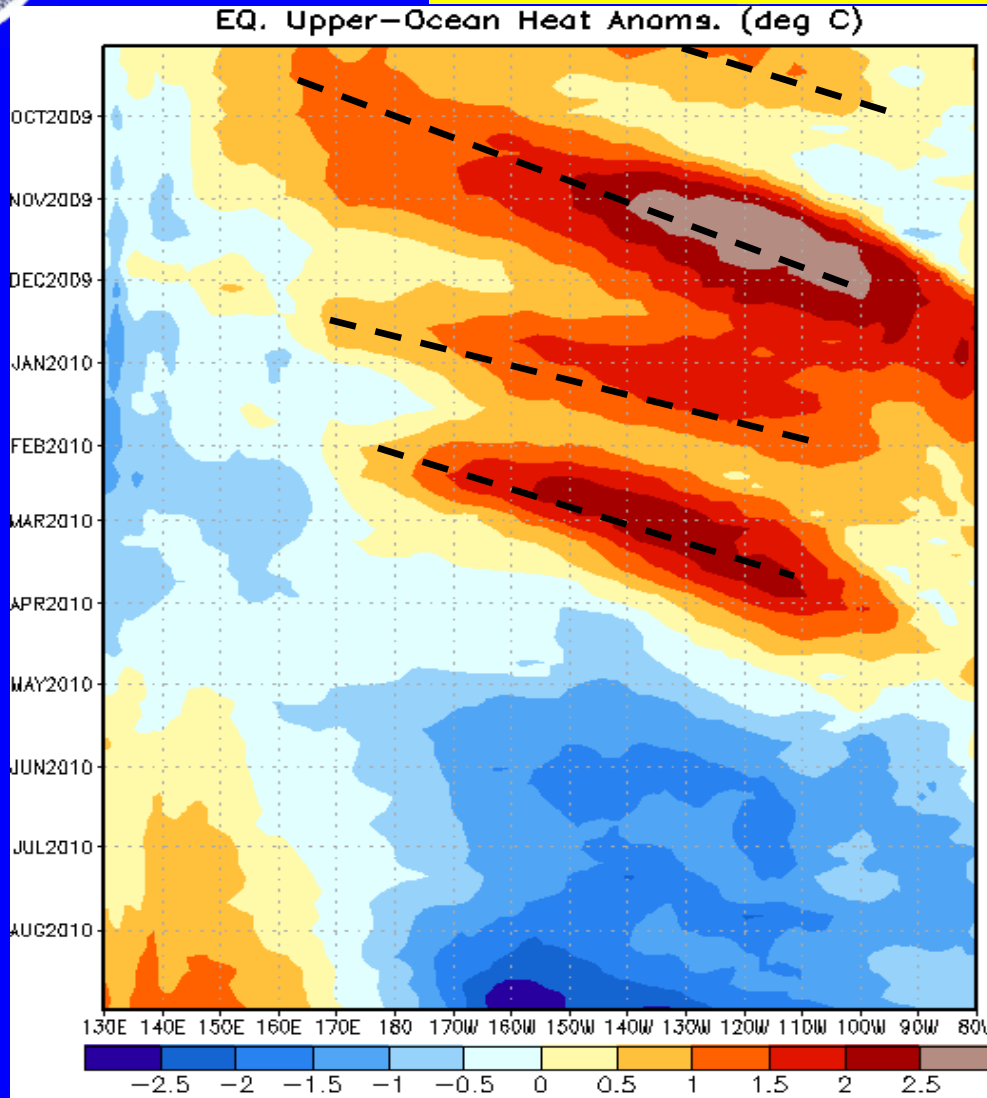 EQ. Upper-Ocean Heat Anoms. (deg C)
OCT2009
NOV2009
DEC2009
JAN2010
FEB2010
MAR2010
APR2010
MAY2010
JUN2010
JUL2010
AUG2010
130E 140E 150E 160E 170E 180 170W 160W 150W 140W 130W 120W 110W 100W 90W 80W
-2.5 -2 -1.5 -1 -0.5 0 0.5 1 1.5 2 2.5